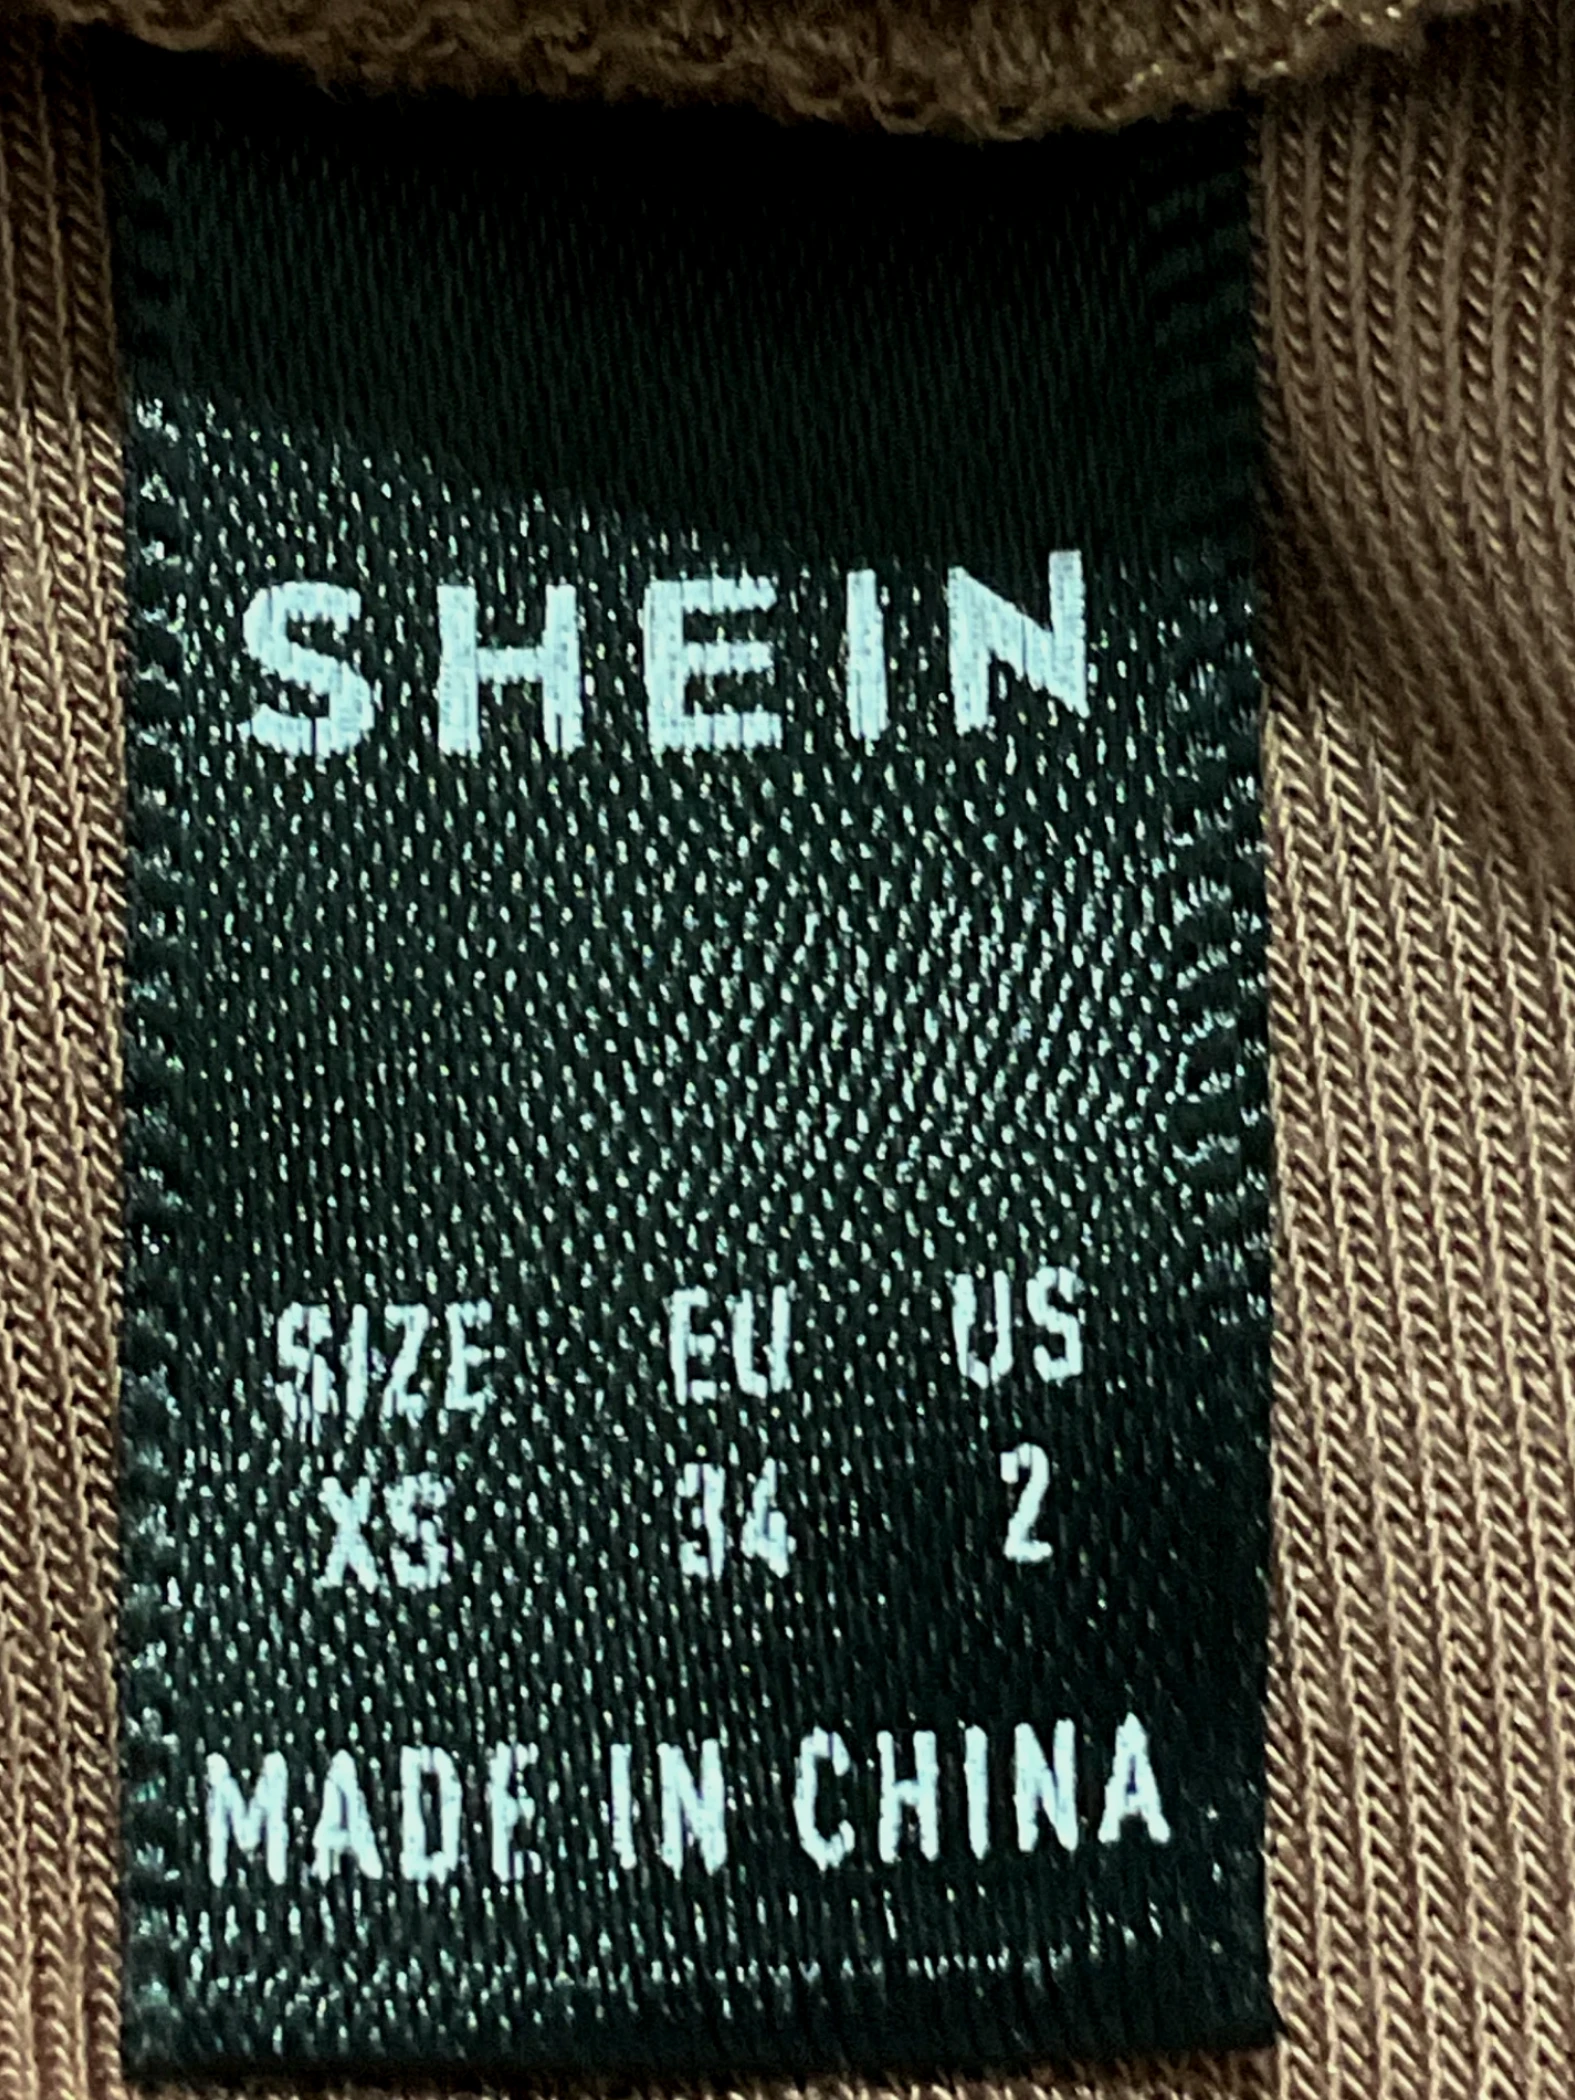 SHEIN
SIZE EU US
XS 34 2
MADE IN CHINA